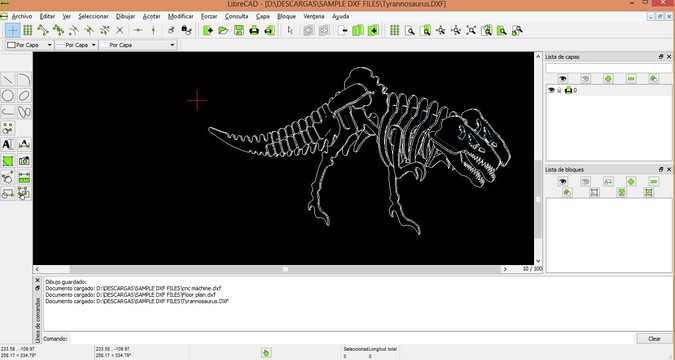 LibreCAD - [D:\DESCARGAS\SAMPLE DXF FILES\Tyrannosaurus.DXF]
Archivo Editar Ver Seleccionar Dibujar Acotar Modificar Forzar Consulta Capa Bloque Ventana Ayuda
Por Capa Por Capa Por Capa
Lista de capas
0
Lista de bloques
10 / 100
Dibujo guardado:
Documento cargado: D:\DESCARGAS\SAMPLE DXF FILES\cnc machine.dxf
Documento cargado: D:\DESCARGAS\SAMPLE DXF FILES\Floor plan.dxf
Documento cargado: D:\DESCARGAS\SAMPLE DXF FILES\Tyrannosaurus.DXF
Línea de comandos
Comando:
Clear
233.58 , -109.97 233.58 , -109.97 Seleccionad Longitud total
258.17 < 334.79° 258.17 < 334.79° 0 0